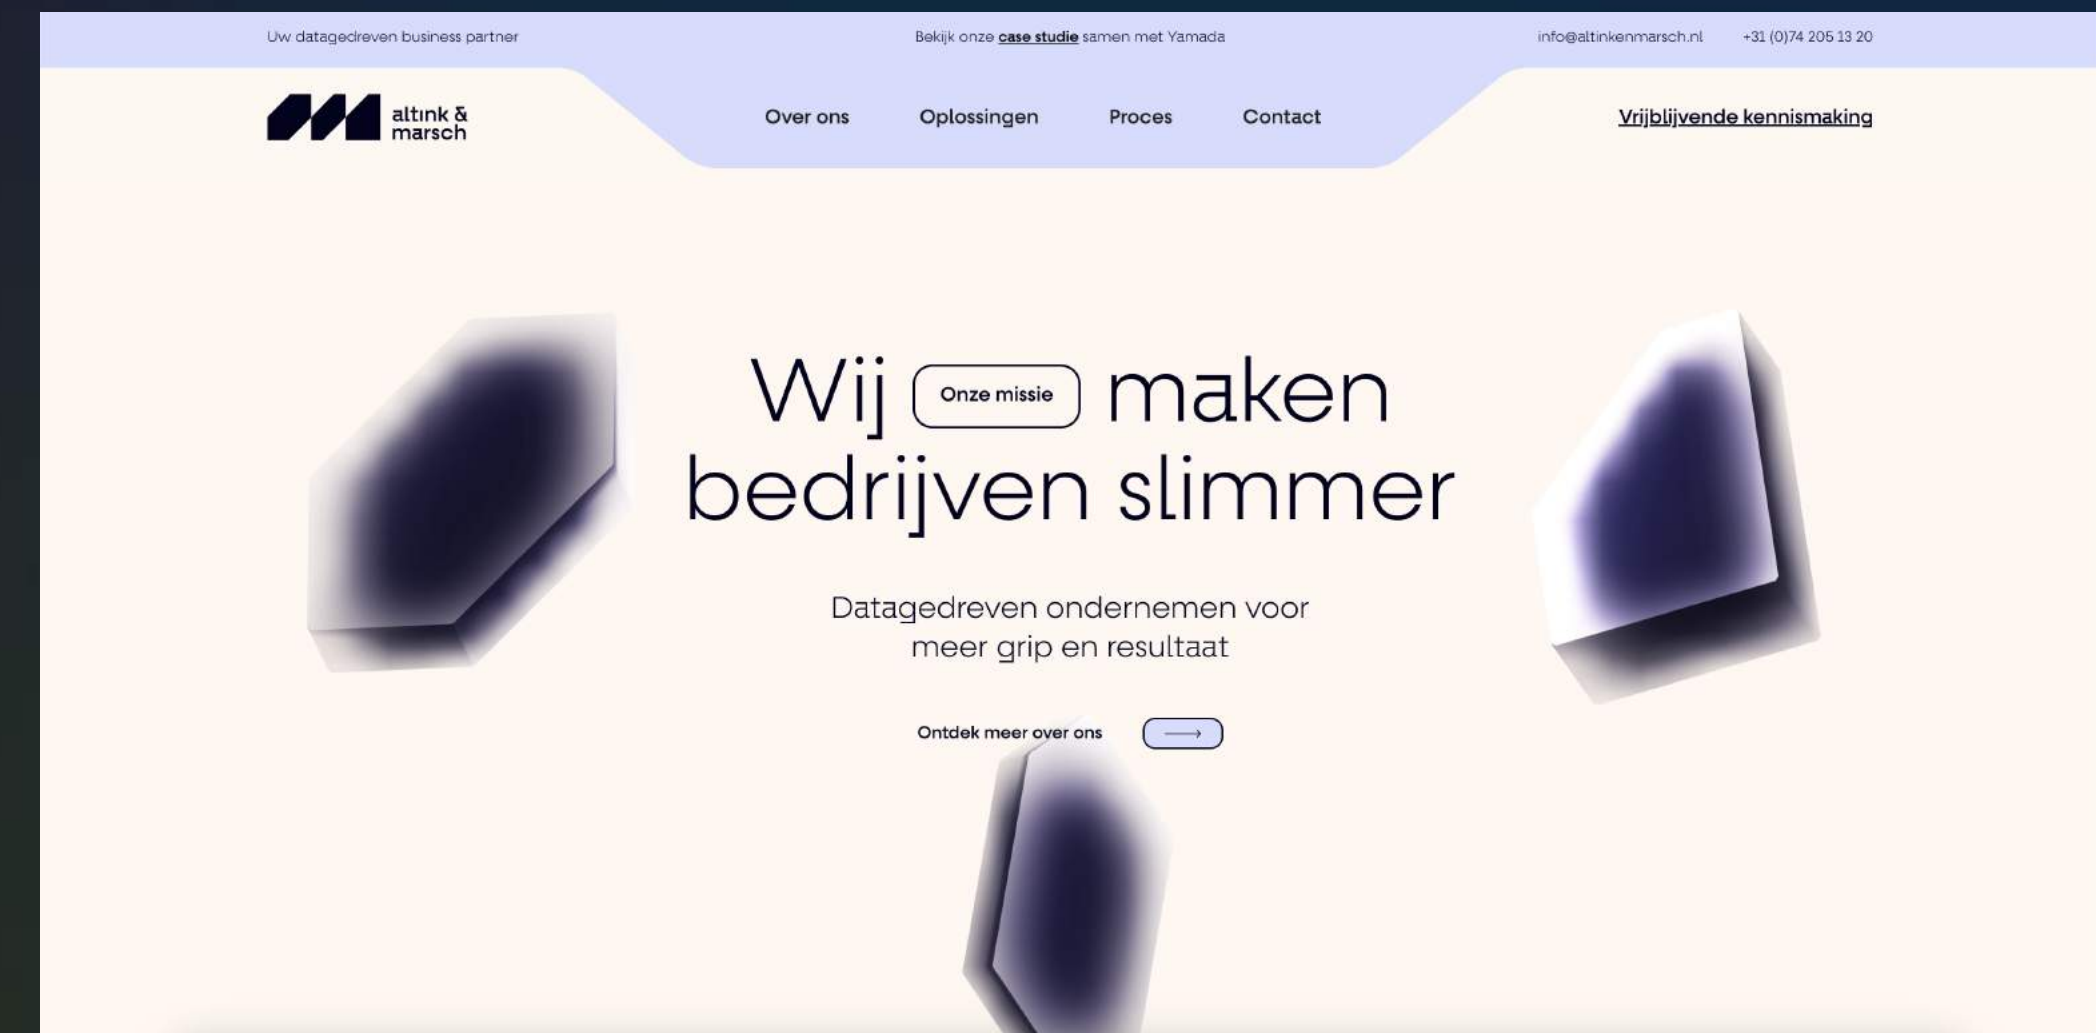 Uw datagedreven business partner
Bekijk onze case studie samen met Yamada
info@altinkenmarsch.nl
+31 (0)74 205 13 20
altink &
marsch
Over ons
Oplossingen
Proces
Contact
Vrijblijvende kennismaking
Wij Onze missie maken
bedrijven slimmer
Datagedreven ondernemen voor
meer grip en resultaat
Ontdek meer over ons